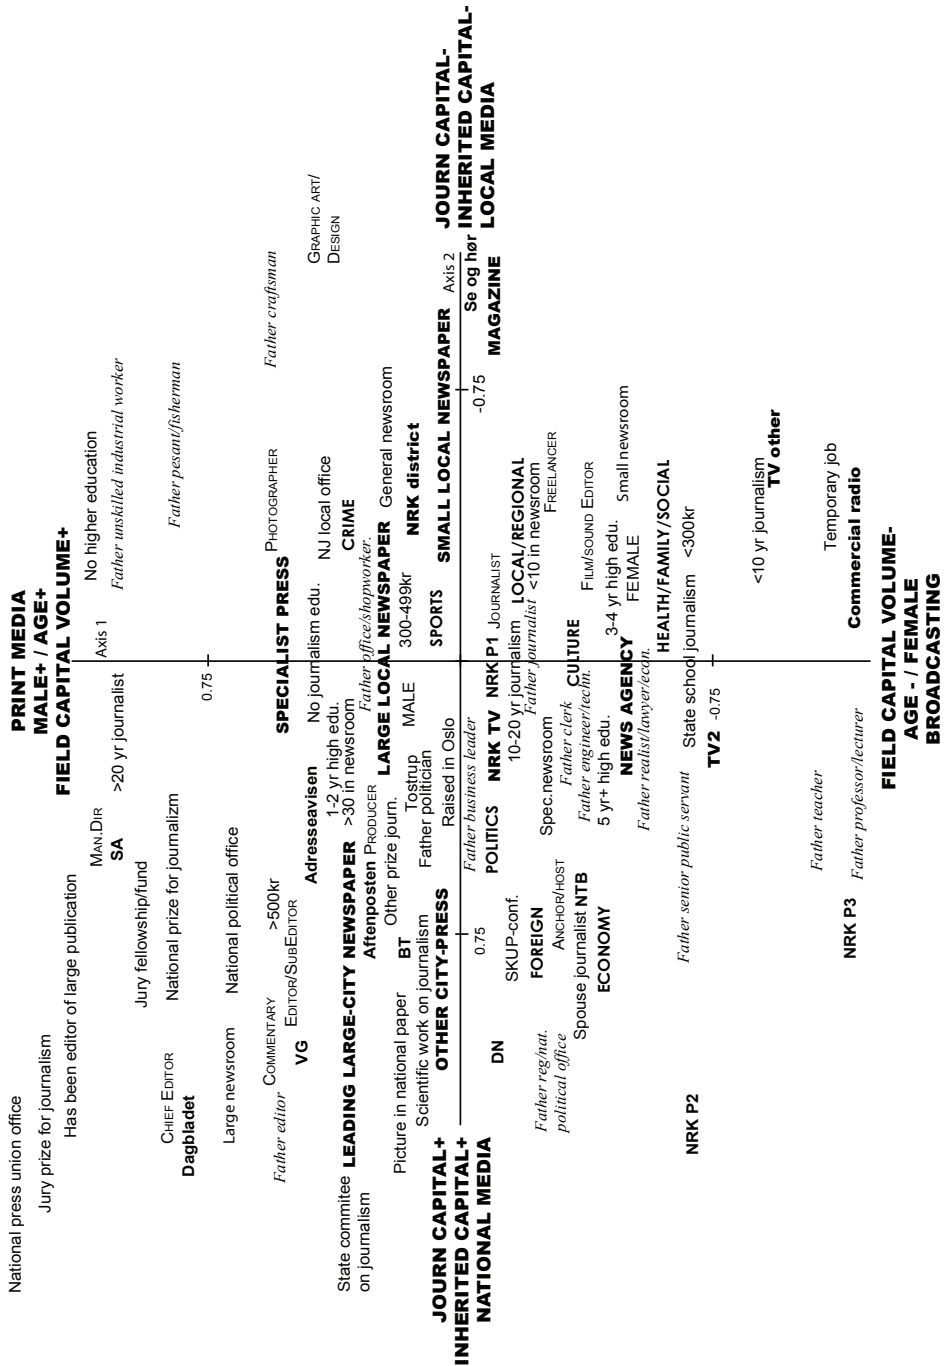 PRINT MEDIA
MALE+ / AGE+
FIELD CAPITAL VOLUME+
National press union office
Jury prize for journalism
Has been editor of large publication
MAN.DIR
SA
>20 yr journalist
Axis 1
No higher education
Father unskilled industrial worker
Jury fellowship/fund
CHIEF EDITOR
Dagbladet
National prize for journalizm
Father pesant/fisherman
0.75
Large newsroom
National political office
Father editor
COMMENTARY
>500kr
EDITOR/SUBEDITOR
VG
SPECIALIST PRESS
PHOTOGRAPHER
Father craftsman
GRAPHIC ART/
DESIGN
Adresseavisen
No journalism edu.
NJ local office
1-2 yr high edu.
CRIME
State commitee
on journalism
LEADING LARGE-CITY NEWSPAPER
>30 in newsroom
Father office/shopworker.
Aftenposten
PRODUCER
LARGE LOCAL NEWSPAPER
General newsroom
Other prize journ.
Picture in national paper
BT
Tostrup
MALE
300-499kr
NRK district
Scientific work on journalism
Father politician
SPORTS
OTHER CITY-PRESS
Raised in Oslo
SMALL LOCAL NEWSPAPER
Axis 2
JOURN CAPITAL+
INHERITED CAPITAL+
NATIONAL MEDIA
JOURN CAPITAL-
INHERITED CAPITAL-
LOCAL MEDIA
Se og hør
MAGAZINE
0.75
-0.75
Father business leader
DN
POLITICS
NRK TV
NRK P1
JOURNALIST
SKUP-conf.
10-20 yr journalism
LOCAL/REGIONAL
Father journalist
<10 in newsroom
FOREIGN
Father reg/nat.
political office
Spec.newsroom
FREELANCER
ANCHOR/HOST
Father clerk
CULTURE
Spouse journalist
NTB
Father engineer/techn.
FILM/SOUND EDITOR
ECONOMY
5 yr+ high edu.
3-4 yr high edu.
Small newsroom
NEWS AGENCY
FEMALE
Father realist/lawyer/econ.
HEALTH/FAMILY/SOCIAL
Father senior public servant
State school journalism
<300kr
NRK P2
TV2
-0.75
<10 yr journalism
TV other
Father teacher
Temporary job
NRK P3
Father professor/lecturer
Commercial radio
FIELD CAPITAL VOLUME-
AGE - / FEMALE
BROADCASTING